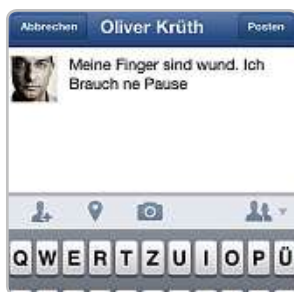 Abbrechen Oliver Krüth Posten
Meine Finger sind wund. Ich
Brauch ne Pause
Q W E R T Z U I O P Ü